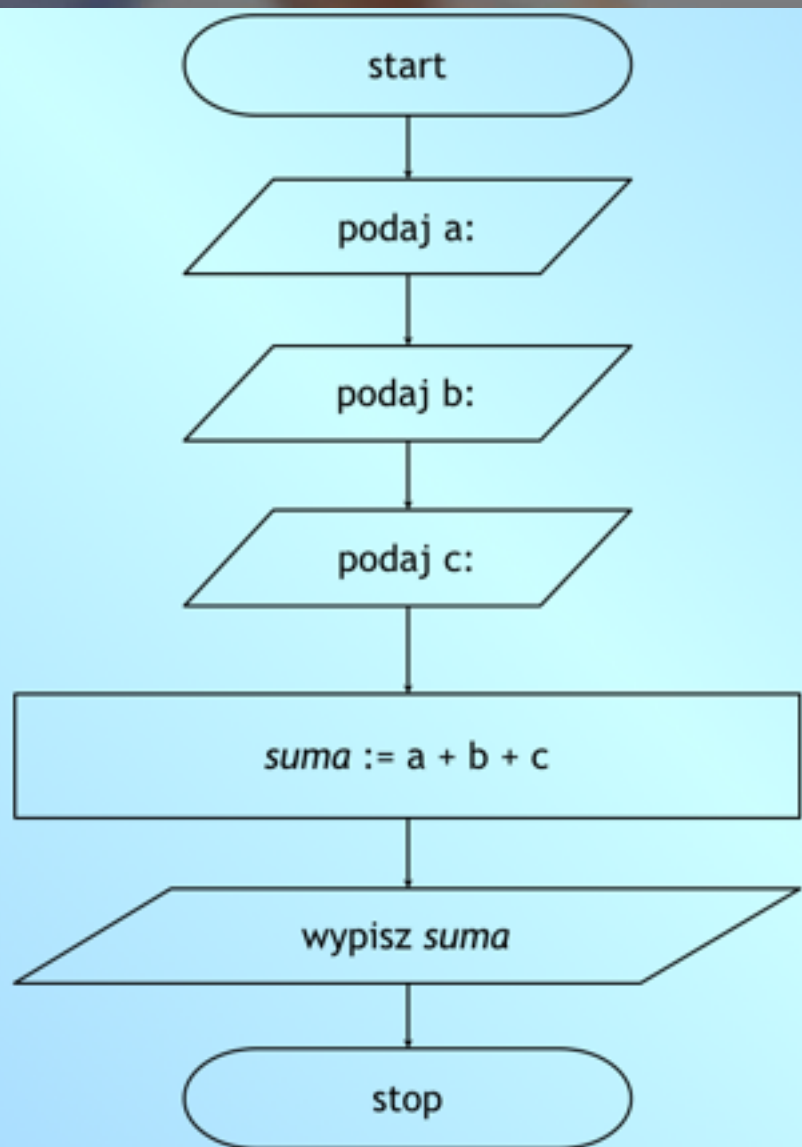 start
podaj a:
podaj b:
podaj c:
suma := a + b + c
wypisz suma
stop